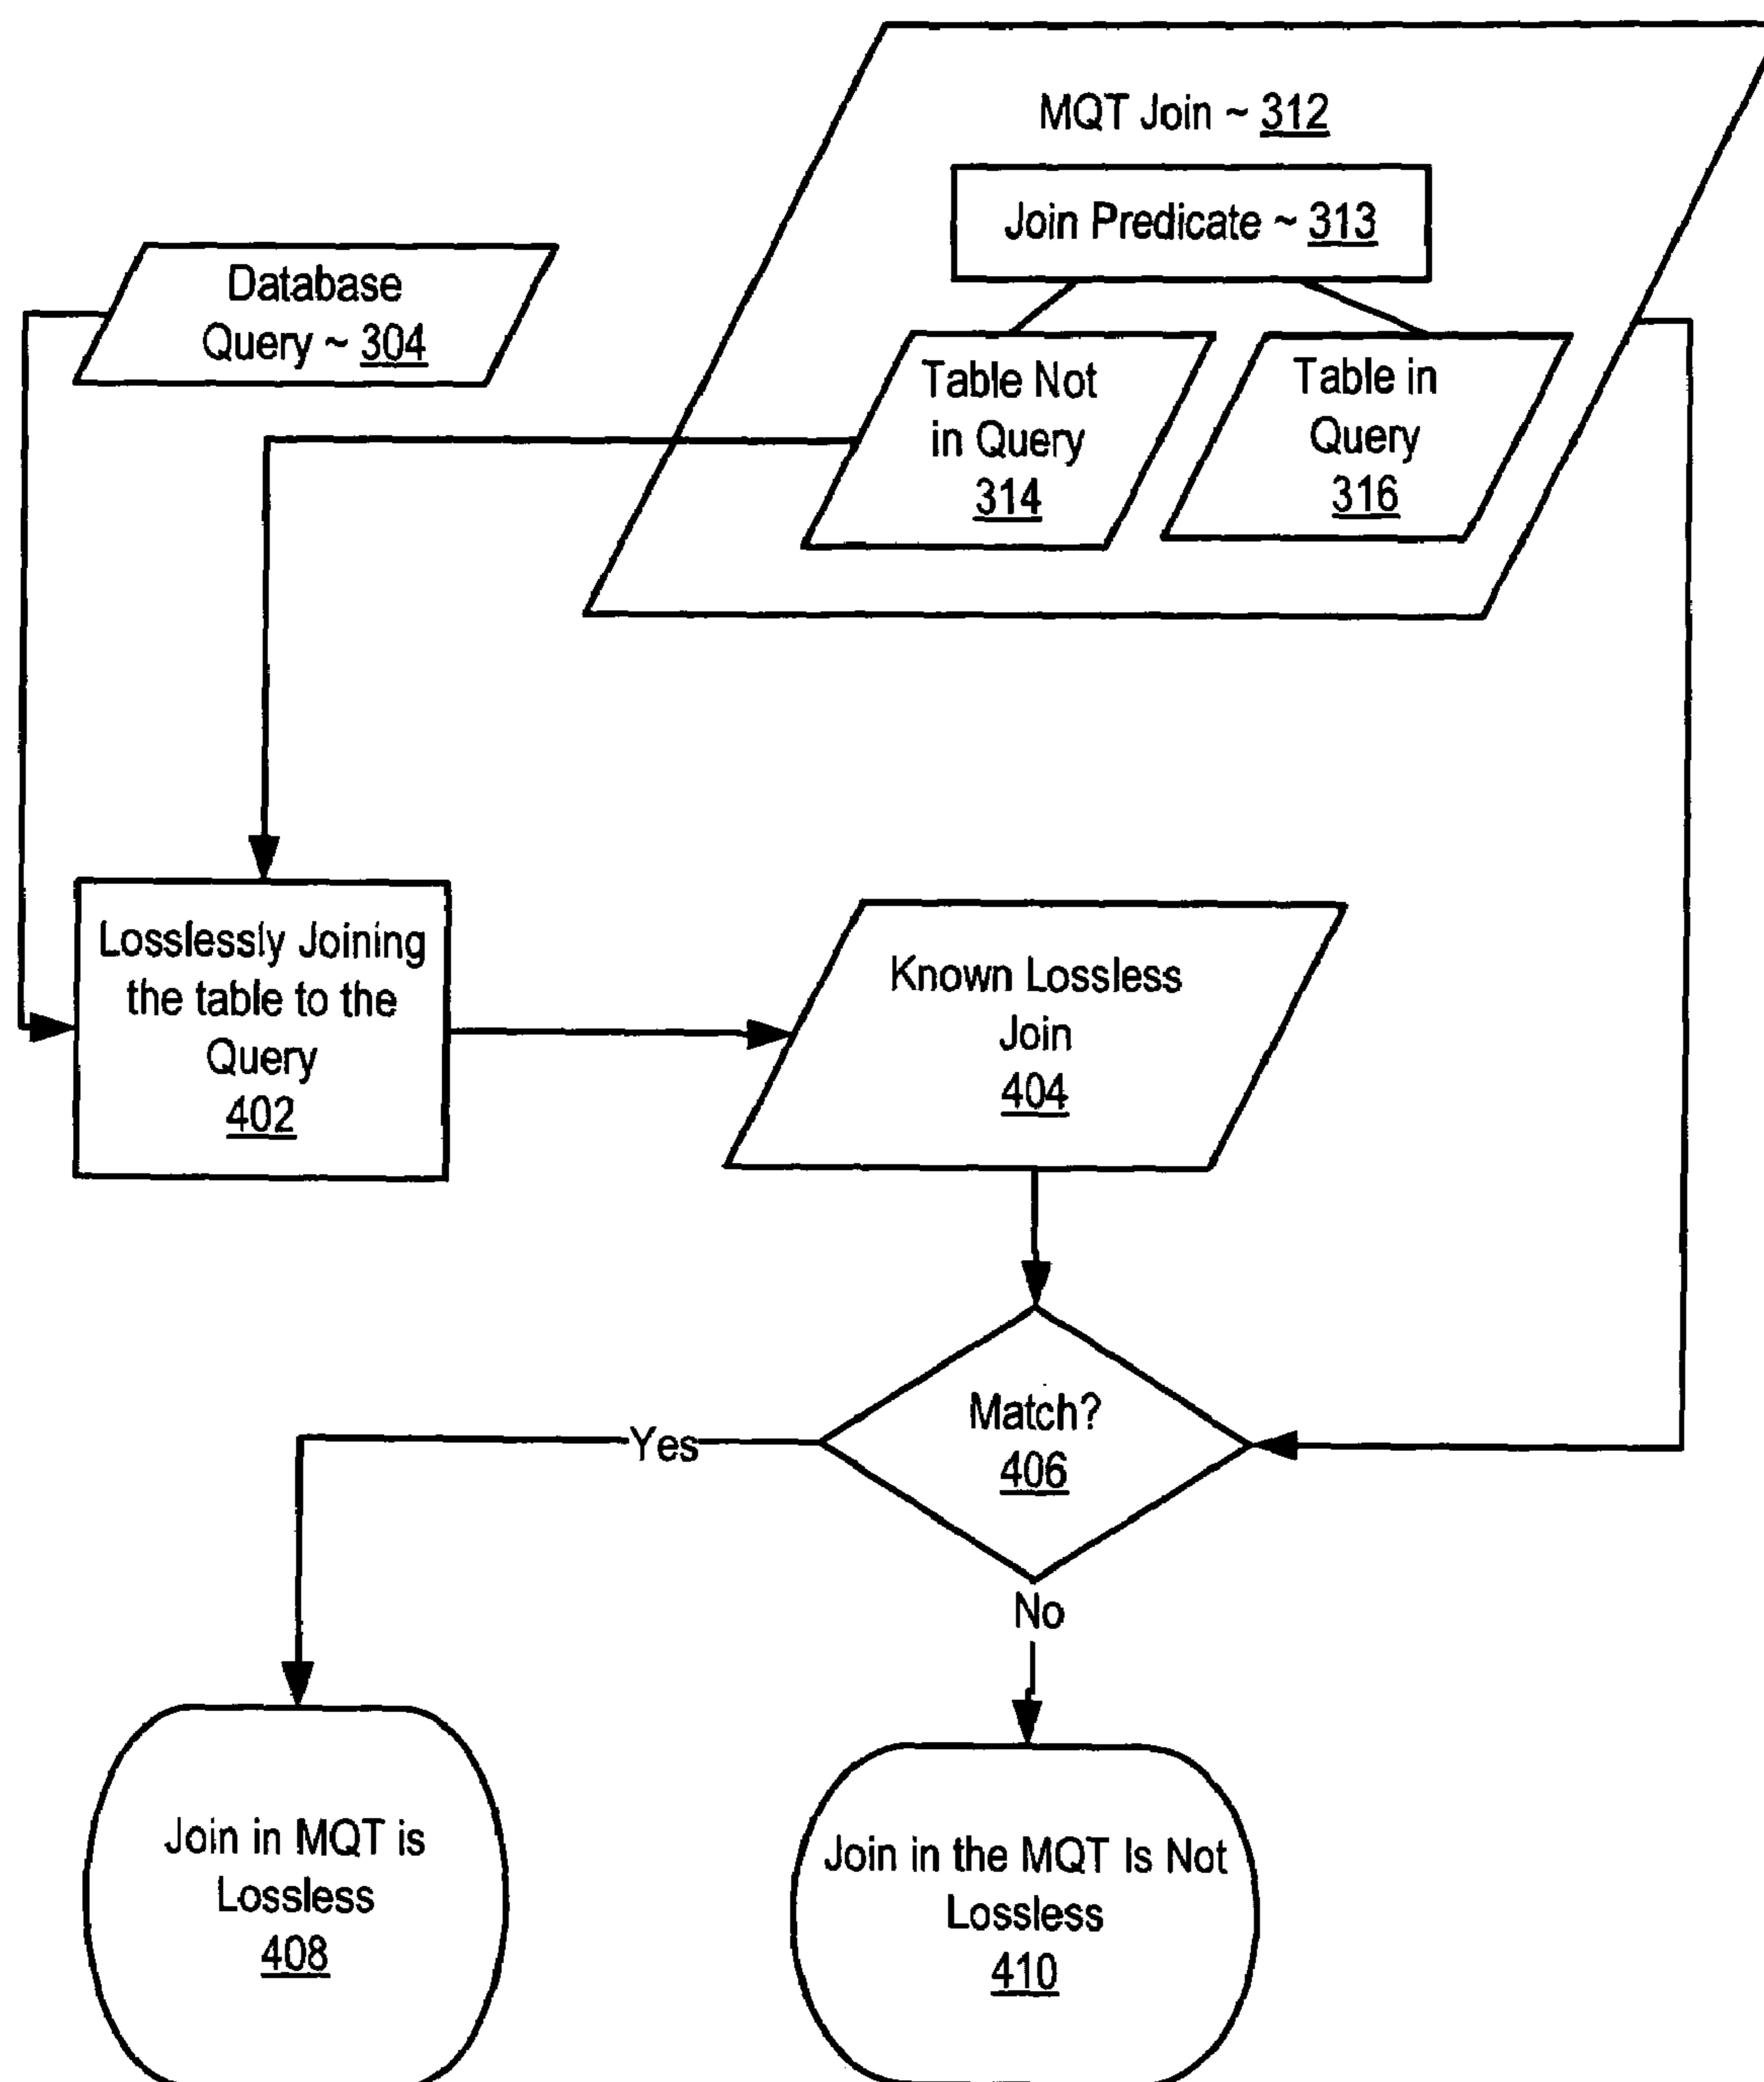 MQT Join ~ 312
Join Predicate ~ 313
Database
Query ~ 304
Table Not
in Query
314
Table in
Query
316
Losslessly Joining
the table to the
Query
402
Known Lossless
Join
404
Match?
406
Yes
No
Join in MQT is
Lossless
408
Join in the MQT Is Not
Lossless
410